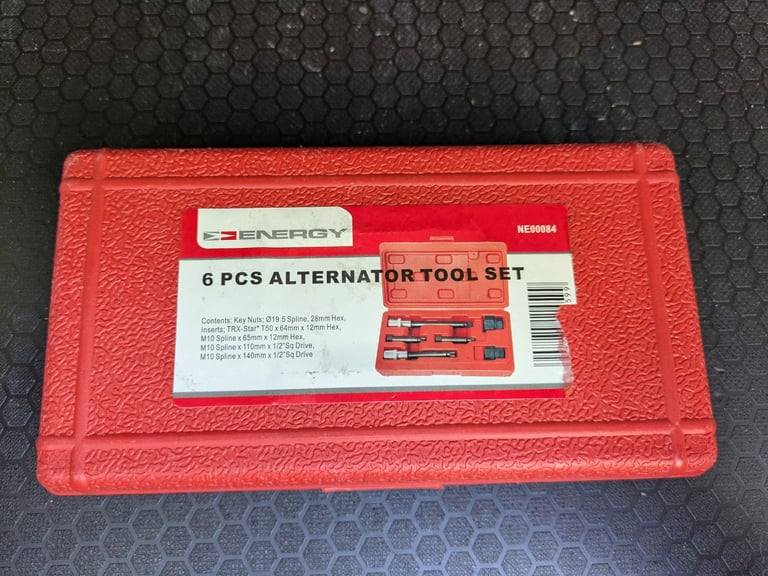 ENERGY
NE00084
6 PCS ALTERNATOR TOOL SET
Contents: Key Nuts; Ø19.5 Spline, 28mm Hex,
Inserts; TRX-Star* T50 x 64mm x 12mm Hex,
M10 Spline x 65mm x 12mm Hex,
M10 Spline x 110mm x 1/2"Sq Drive,
M10 Spline x 140mm x 1/2"Sq Drive
599